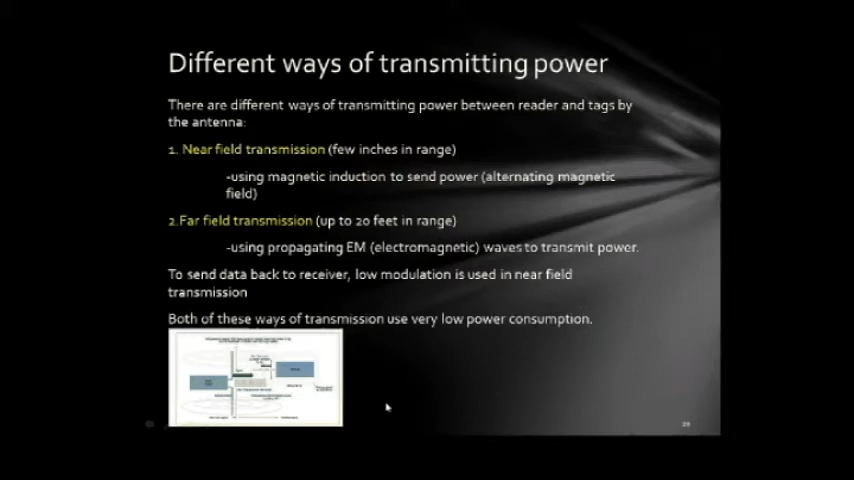 Different ways of transmitting power
There are different ways of transmitting power between reader and tags by
the antenna:
1. Near field transmission (few inches in range)
-using magnetic induction to send power (alternating magnetic
field)
2.Far field transmission (up to 20 feet in range)
-using propagating EM (electromagnetic) waves to transmit power.
To send data back to receiver, low modulation is used in near field
transmission
Both of these ways of transmission use very low power consumption.